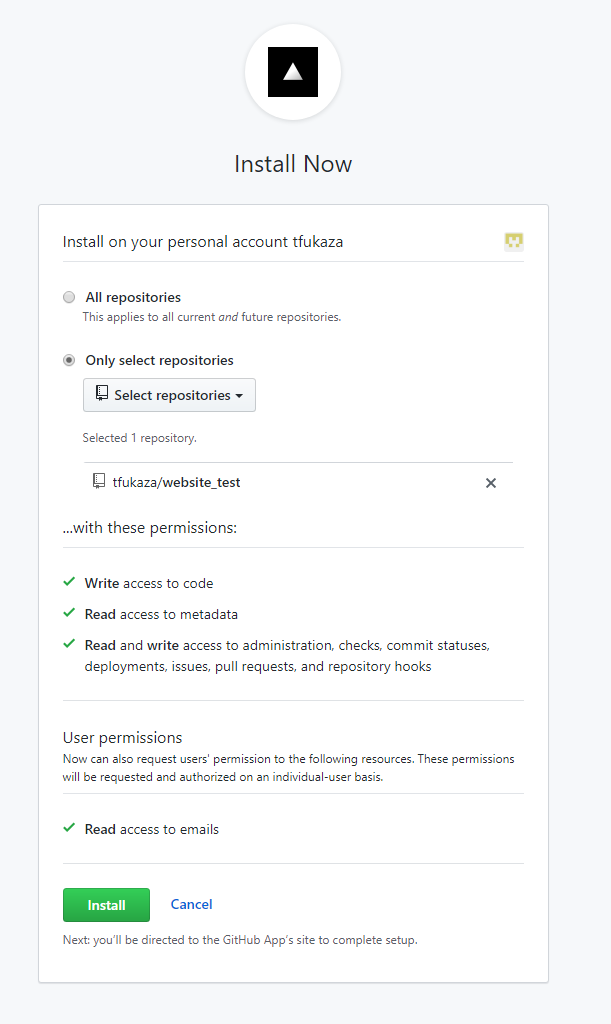 Install Now
Install on your personal account tfukaza
All repositories
This applies to all current and future repositories.
Only select repositories
Select repositories
Selected 1 repository.
tfukaza/website_test
...with these permissions:
Write access to code
Read access to metadata
Read and write access to administration, checks, commit statuses,
deployments, issues, pull requests, and repository hooks
User permissions
Now can also request users' permission to the following resources. These permissions
will be requested and authorized on an individual-user basis.
Read access to emails
Install Cancel
Next: you'll be directed to the GitHub App's site to complete setup.